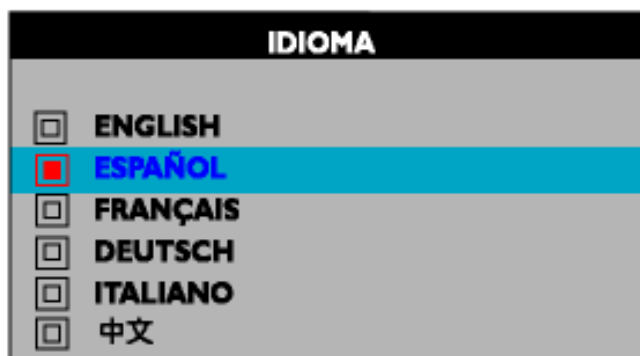 IDIOMA
ENGLISH
ESPAÑOL
FRANÇAIS
DEUTSCH
ITALIANO
中文